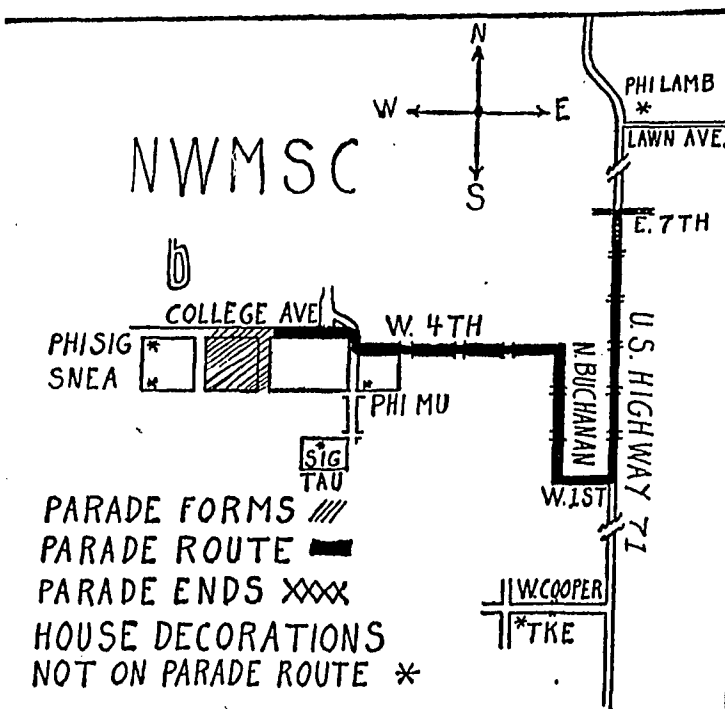 N
W E
S
PHI LAMB
*
LAWN AVE.
NWMSC
E. 7TH
COLLEGE AVE
W. 4TH
U.S. HIGHWAY 71
N. BUCHANAN
PHI SIG *
SNEA *
*
PHI MU
*
SIG
TAU
W. 1ST
PARADE FORMS ////
PARADE ROUTE
PARADE ENDS XXXX
HOUSE DECORATIONS
NOT ON PARADE ROUTE *
W. COOPER
*TKE